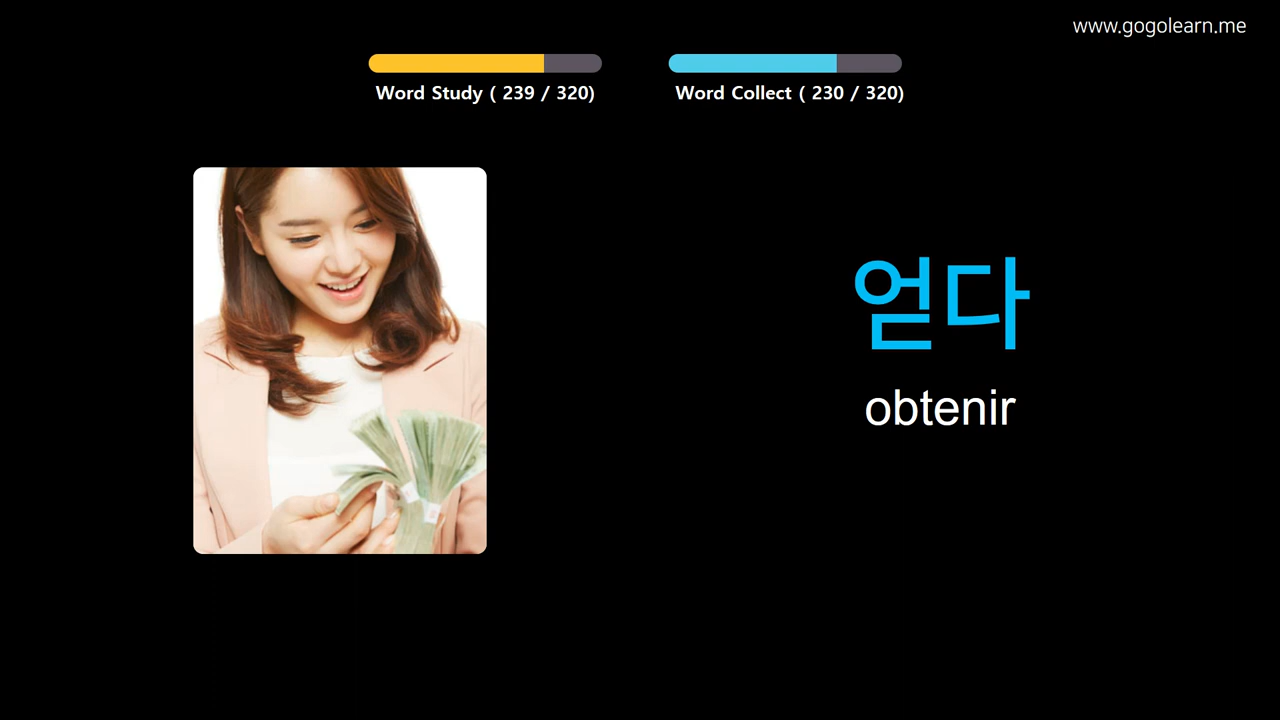 www.gogolearn.me
Word Study ( 239 / 320)
Word Collect ( 230 / 320)
얻다
obtenir